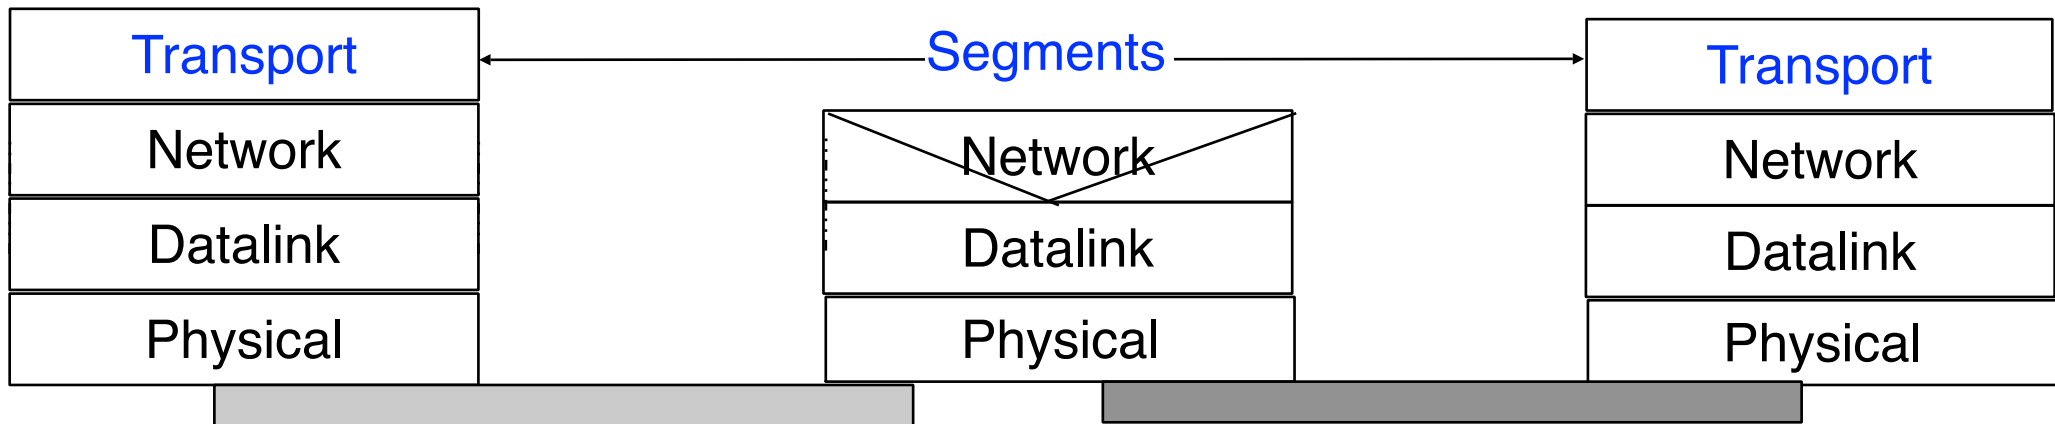 Transport
Segments
Transport
Network
Network
Network
Datalink
Datalink
Datalink
Physical
Physical
Physical